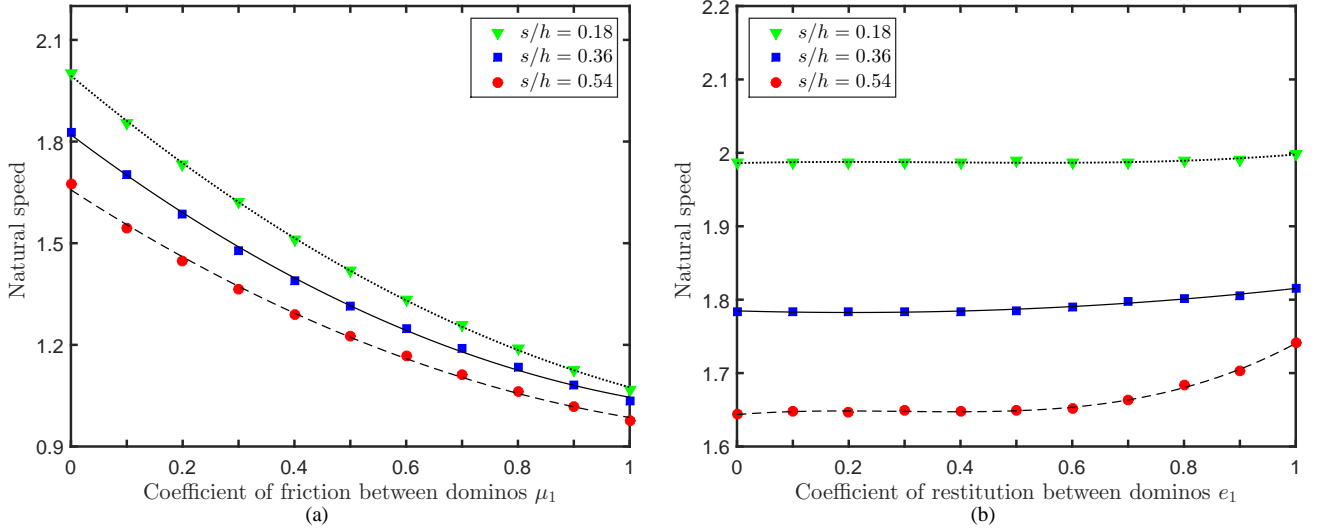 2.1
1.8
1.5
1.2
0.9
Natural speed
s/h = 0.18
s/h = 0.36
s/h = 0.54
0 0.2 0.4 0.6 0.8 1
Coefficient of friction between dominos μ₁
(a)
2.2
2.1
2
1.9
1.8
1.7
1.6
Natural speed
s/h = 0.18
s/h = 0.36
s/h = 0.54
0 0.2 0.4 0.6 0.8 1
Coefficient of restitution between dominos e₁
(b)